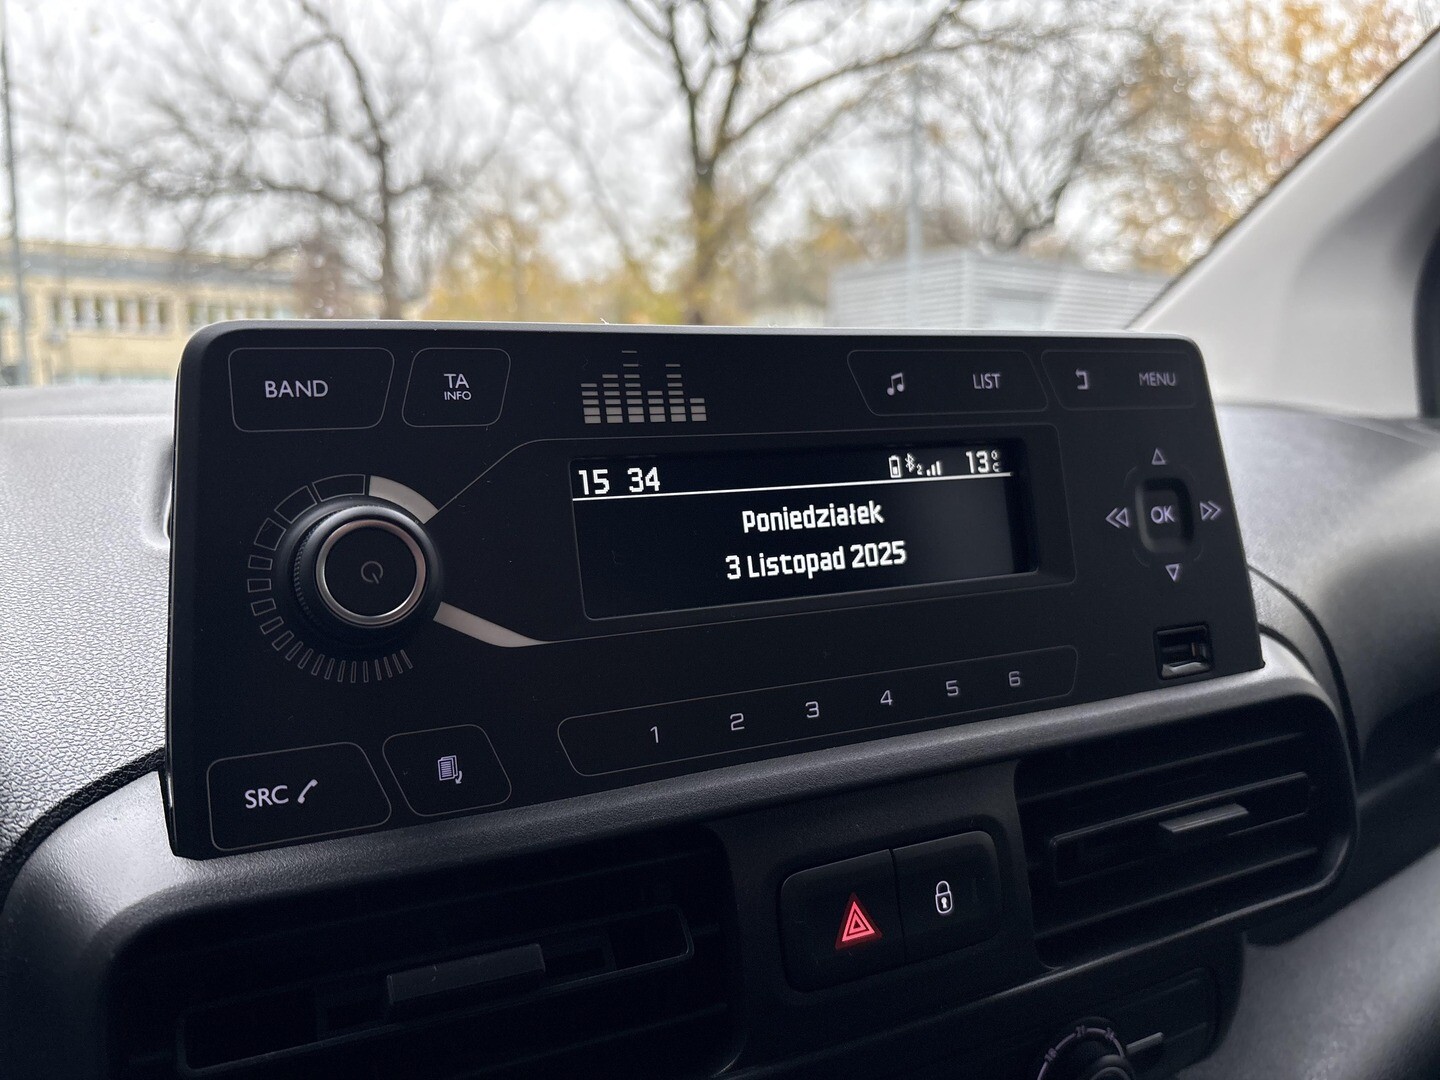 BAND
TA
INFO
LIST
MENU
15 34
2
13°C
Poniedziałek
3 Listopad 2025
OK
1 2 3 4 5 6
SRC